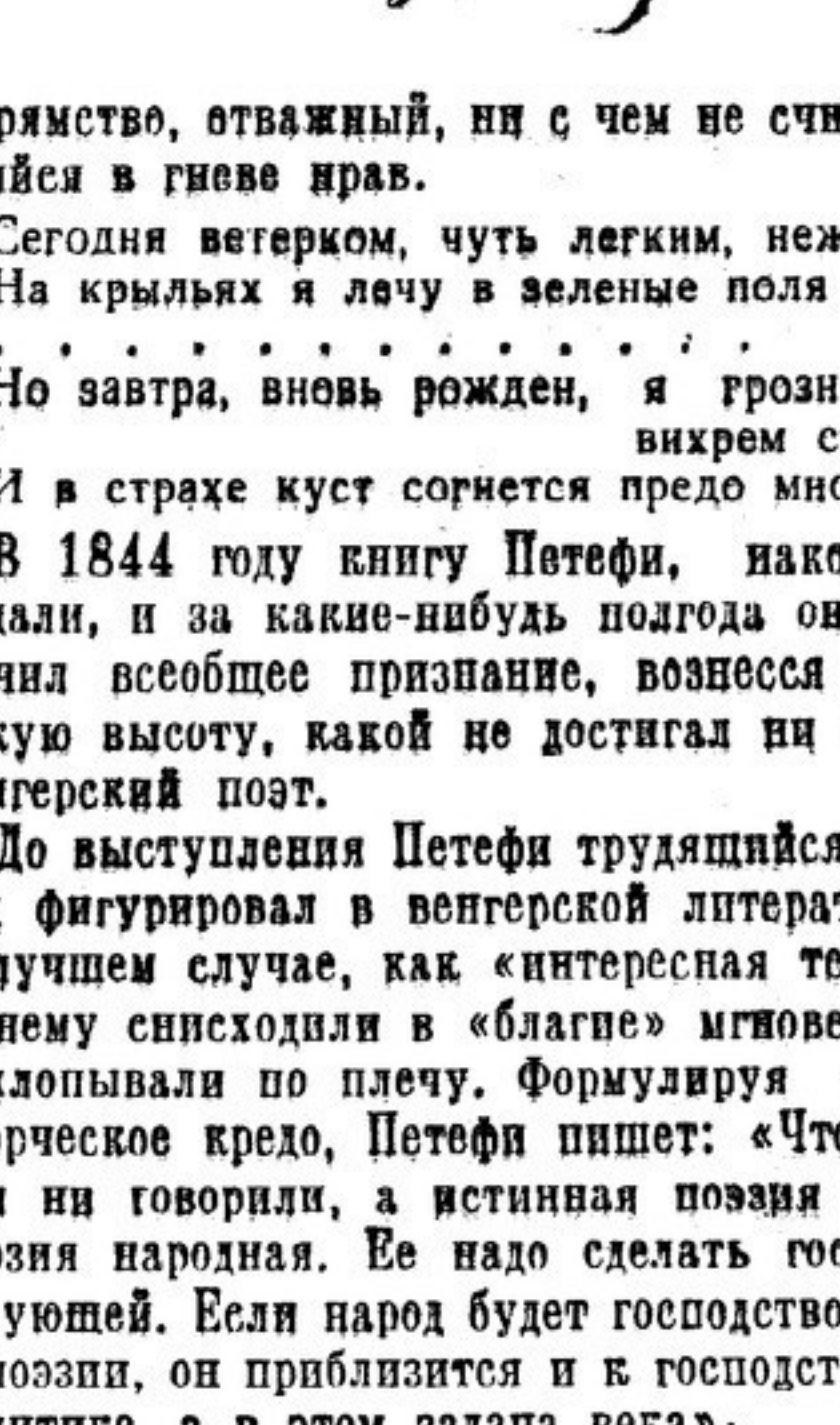 рямство, отважный, ни с чем не счи
йся в гневе нрав.
Сегодня ветерком, чуть легким, неж
На крыльях я лечу в зеленые поля
. . . . . . . . . . . . .
Но завтра, вновь рожден, я грозн
вихрем с
И в страхе куст согнется предо мно
В 1844 году книгу Петефи, нако
дали, и за какие-нибудь полгода он
чил всеобщее признание, вознесся
кую высоту, какой не достигал ни
нгерский поэт.
До выступления Петефи трудящийся
фигурировал в венгерской литерат
лучшем случае, как «интересная те
нему снисходили в «благие» мгнове
хлопывали по плечу. Формулируя
рческое кредо, Петефи пишет: «Что
ни говорили, а истинная поэзия
эзия народная. Ее надо сделать гос
ующей. Если народ будет господство
поэзии, он приблизится и к господст
литике, а в этом задача века».